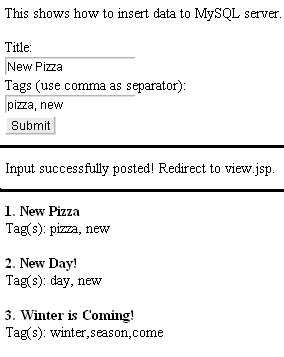 This shows how to insert data to MySQL server.
Title:
New Pizza
Tags (use comma as separator):
pizza, new
Submit
Input successfully posted! Redirect to view.jsp.
1. New Pizza
Tag(s): pizza, new
2. New Day!
Tag(s): day, new
3. Winter is Coming!
Tag(s): winter,season,come